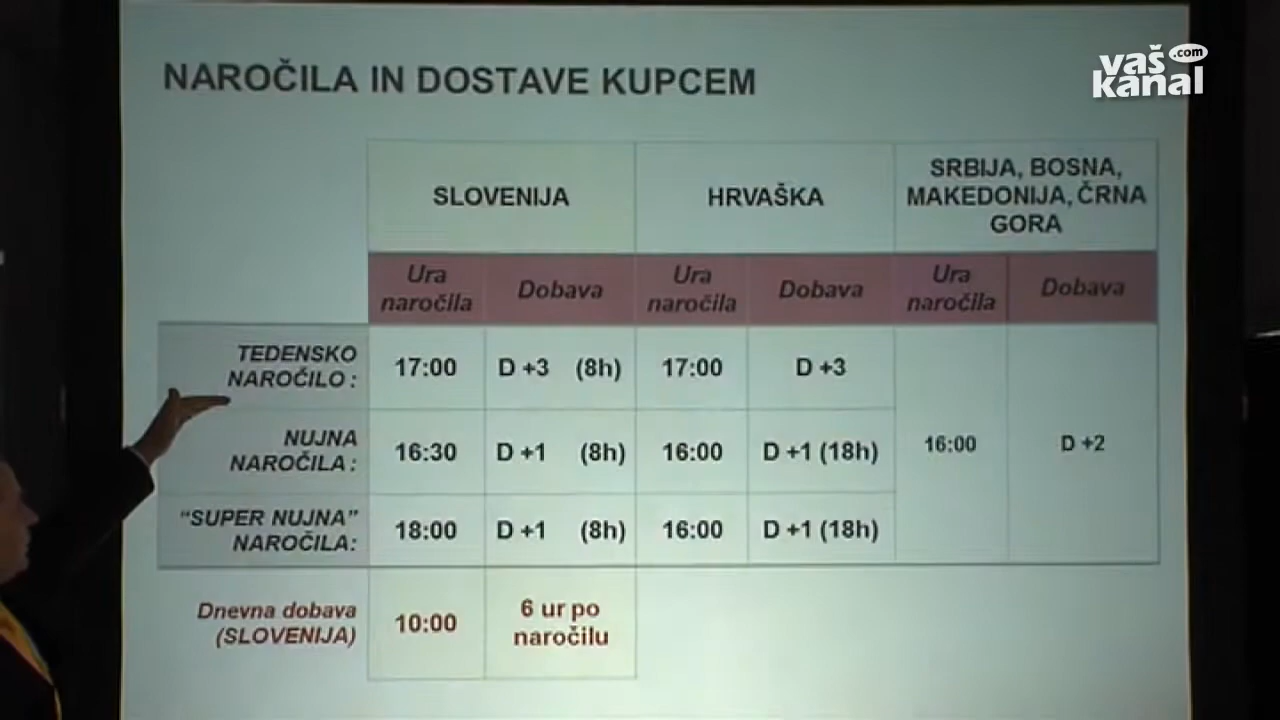 NAROČILA IN DOSTAVE KUPCEM
vaš.com
kanal
SLOVENIJA
HRVAŠKA
SRBIJA, BOSNA,
MAKEDONIJA, ČRNA
GORA
Ura
naročila
Dobava
Ura
naročila
Dobava
Ura
naročila
Dobava
TEDENSKO
NAROČILO :
17:00
D +3 (8h)
17:00
D +3
NUJNA
NAROČILA :
16:30
D +1 (8h)
16:00
D +1 (18h)
16:00
D +2
“SUPER NUJNA”
NAROČILA:
18:00
D +1 (8h)
16:00
D +1 (18h)
Dnevna dobava
(SLOVENIJA)
10:00
6 ur po
naročilu